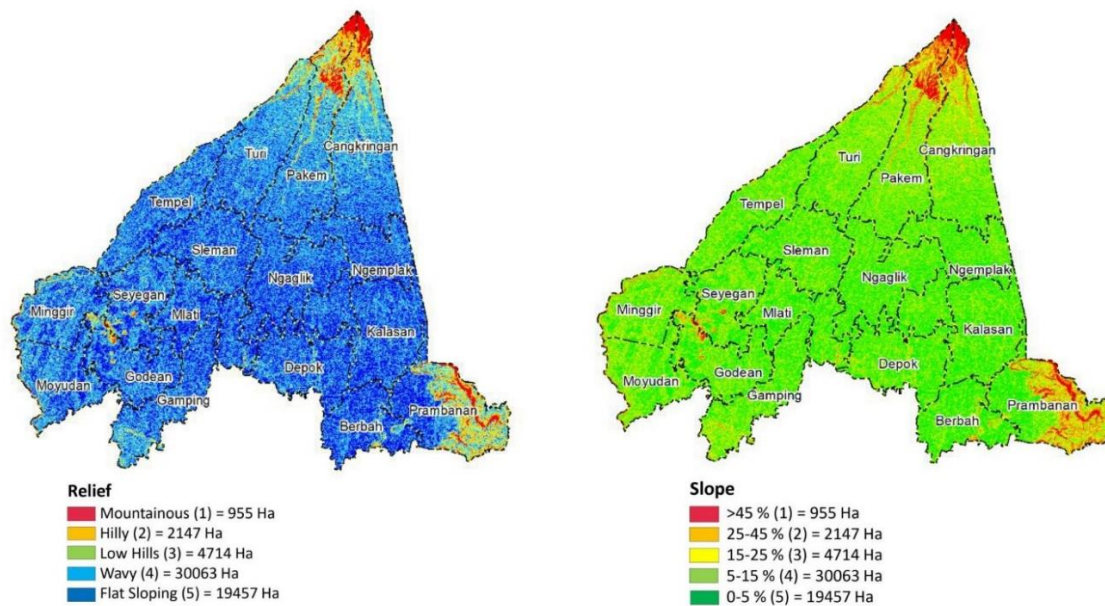 Turi
Cangkringan
Pakem
Tempel
Sleman
Ngaglik
Ngemplak
Minggir
Seyegan
Mlati
Kalasan
Moyudan
Godean
Depok
Gamping
Berbah
Prambanan
Relief
Mountainous (1) = 955 Ha
Hilly (2) = 2147 Ha
Low Hills (3) = 4714 Ha
Wavy (4) = 30063 Ha
Flat Sloping (5) = 19457 Ha
Turi
Cangkringan
Pakem
Tempel
Sleman
Ngaglik
Ngemplak
Minggir
Seyegan
Mlati
Kalasan
Moyudan
Godean
Depok
Gamping
Berbah
Prambanan
Slope
>45 % (1) = 955 Ha
25-45 % (2) = 2147 Ha
15-25 % (3) = 4714 Ha
5-15 % (4) = 30063 Ha
0-5 % (5) = 19457 Ha